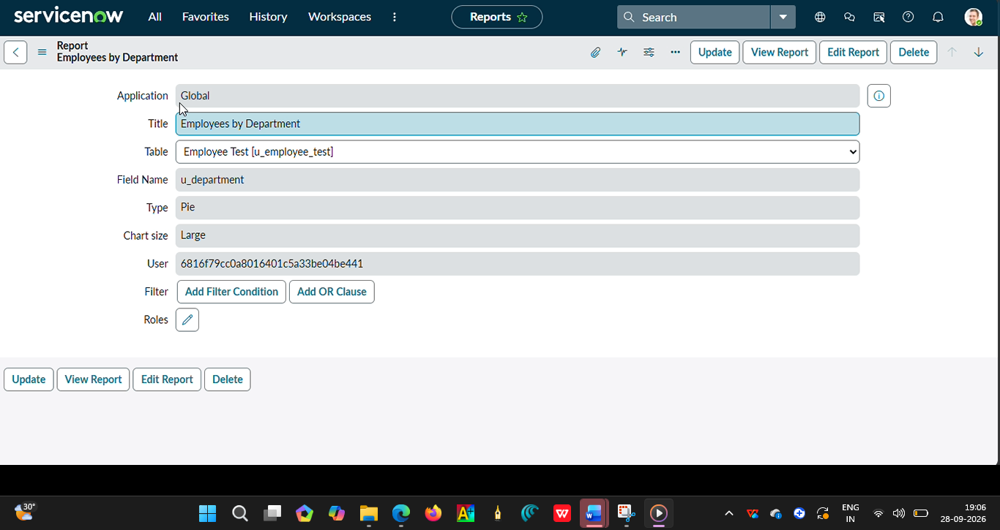 servicenow All Favorites History Workspaces Reports Search
Report
Employees by Department
Update View Report Edit Report Delete
Application Global
Title Employees by Department
Table Employee Test [u_employee_test]
Field Name u_department
Type Pie
Chart size Large
User 6816f79cc0a8016401c5a33be04be441
Filter Add Filter Condition Add OR Clause
Roles
Update View Report Edit Report Delete
30°
ENG
IN
19:06
28-09-2026